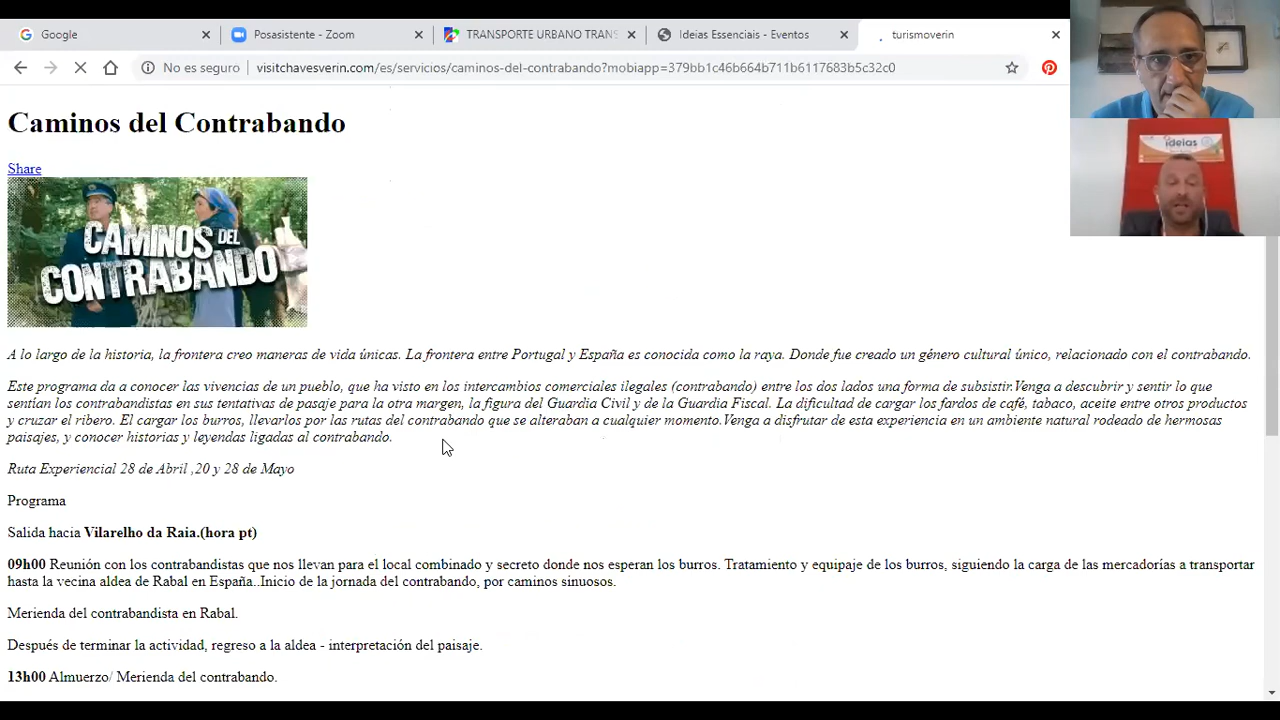 Google
Posasistente - Zoom
TRANSPORTE URBANO TRANS
Ideias Essenciais - Eventos
turismoverin
No es seguro
visitchavesverin.com/es/servicios/caminos-del-contrabando?mobiapp=379bb1c46b664b711b6117683b5c32c0
ideias
Caminos del Contrabando
Share
CAMINOS DEL
CONTRABANDO
A lo largo de la historia, la frontera creo maneras de vida únicas. La frontera entre Portugal y España es conocida como la raya. Donde fue creado un género cultural único, relacionado con el contrabando.
Este programa da a conocer las vivencias de un pueblo, que ha visto en los intercambios comerciales ilegales (contrabando) entre los dos lados una forma de subsistir.Venga a descubrir y sentir lo que
sentían los contrabandistas en sus tentativas de pasaje para la otra margen, la figura del Guardia Civil y de la Guardia Fiscal. La dificultad de cargar los fardos de café, tabaco, aceite entre otros productos
y cruzar el ribero. El cargar los burros, llevarlos por las rutas del contrabando que se alteraban a cualquier momento.Venga a disfrutar de esta experiencia en un ambiente natural rodeado de hermosas
paisajes, y conocer historias y leyendas ligadas al contrabando.
Ruta Experiencial 28 de Abril ,20 y 28 de Mayo
Programa
Salida hacia Vilarelho da Raia.(hora pt)
09h00 Reunión con los contrabandistas que nos llevan para el local combinado y secreto donde nos esperan los burros. Tratamiento y equipaje de los burros, siguiendo la carga de las mercadorías a transportar
hasta la vecina aldea de Rabal en España..Inicio de la jornada del contrabando, por caminos sinuosos.
Merienda del contrabandista en Rabal.
Después de terminar la actividad, regreso a la aldea - interpretación del paisaje.
13h00 Almuerzo/ Merienda del contrabando.